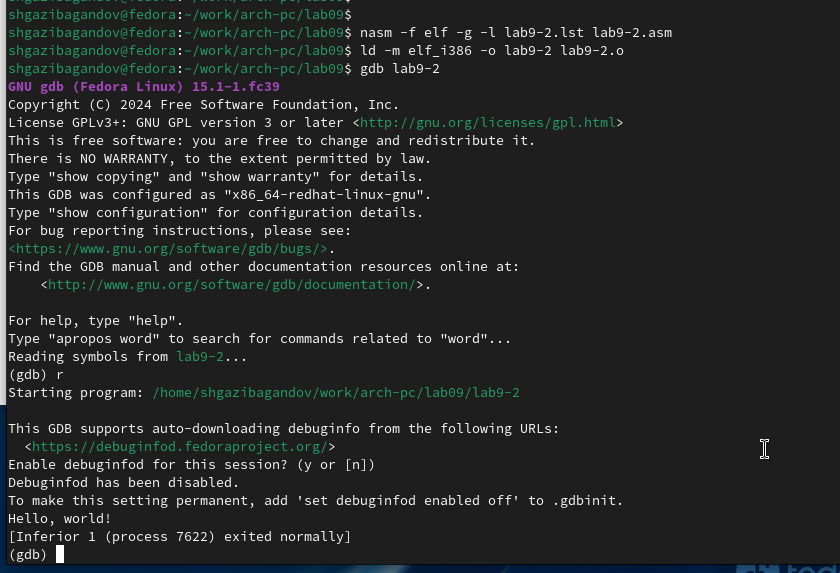 shgazibagandov@fedora:~/work/arch-pc/lab09$
shgazibagandov@fedora:~/work/arch-pc/lab09$
shgazibagandov@fedora:~/work/arch-pc/lab09$ nasm -f elf -g -l lab9-2.lst lab9-2.asm
shgazibagandov@fedora:~/work/arch-pc/lab09$ ld -m elf_i386 -o lab9-2 lab9-2.o
shgazibagandov@fedora:~/work/arch-pc/lab09$ gdb lab9-2
GNU gdb (Fedora Linux) 15.1-1.fc39
Copyright (C) 2024 Free Software Foundation, Inc.
License GPLv3+: GNU GPL version 3 or later <http://gnu.org/licenses/gpl.html>
This is free software: you are free to change and redistribute it.
There is NO WARRANTY, to the extent permitted by law.
Type "show copying" and "show warranty" for details.
This GDB was configured as "x86_64-redhat-linux-gnu".
Type "show configuration" for configuration details.
For bug reporting instructions, please see:
<https://www.gnu.org/software/gdb/bugs/>.
Find the GDB manual and other documentation resources online at:
    <http://www.gnu.org/software/gdb/documentation/>.

For help, type "help".
Type "apropos word" to search for commands related to "word"...
Reading symbols from lab9-2...
(gdb) r
Starting program: /home/shgazibagandov/work/arch-pc/lab09/lab9-2

This GDB supports auto-downloading debuginfo from the following URLs:
  <https://debuginfod.fedoraproject.org/>
Enable debuginfod for this session? (y or [n])
Debuginfod has been disabled.
To make this setting permanent, add 'set debuginfod enabled off' to .gdbinit.
Hello, world!
[Inferior 1 (process 7622) exited normally]
(gdb)